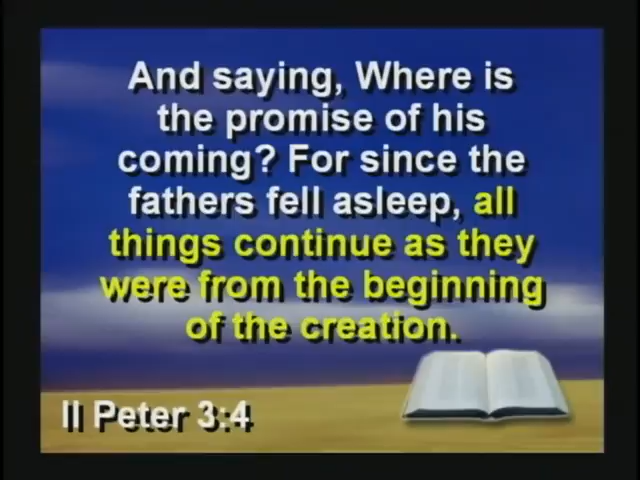 And saying, Where is
the promise of his
coming? For since the
fathers fell asleep, all
things continue as they
were from the beginning
of the creation.
II Peter 3:4